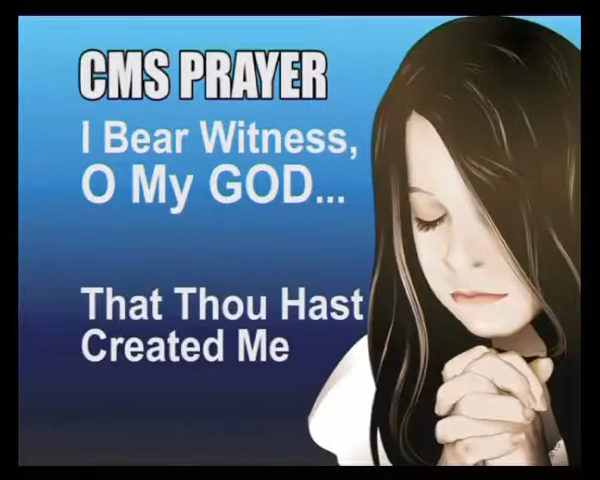 CMS PRAYER
I Bear Witness,
O My GOD...
That Thou Hast
Created Me